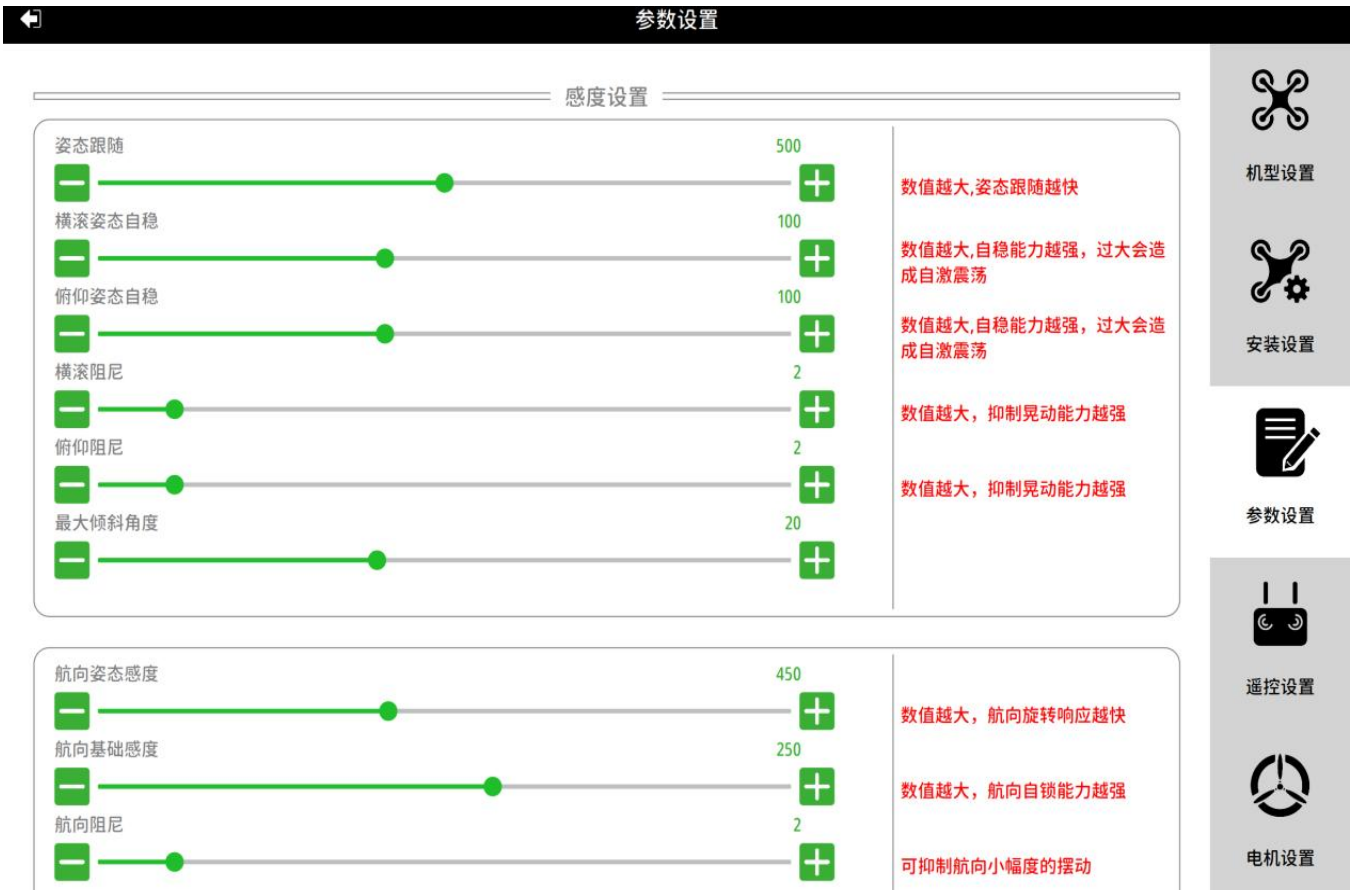 参数设置
感度设置
姿态跟随
500
数值越大,姿态跟随越快
横滚姿态自稳
100
数值越大,自稳能力越强，过大会造
成自激震荡
俯仰姿态自稳
100
数值越大,自稳能力越强，过大会造
成自激震荡
横滚阻尼
2
数值越大，抑制晃动能力越强
俯仰阻尼
2
数值越大，抑制晃动能力越强
最大倾斜角度
20
航向姿态感度
450
数值越大，航向旋转响应越快
航向基础感度
250
数值越大，航向自锁能力越强
航向阻尼
2
可抑制航向小幅度的摆动
机型设置
安装设置
参数设置
遥控设置
电机设置